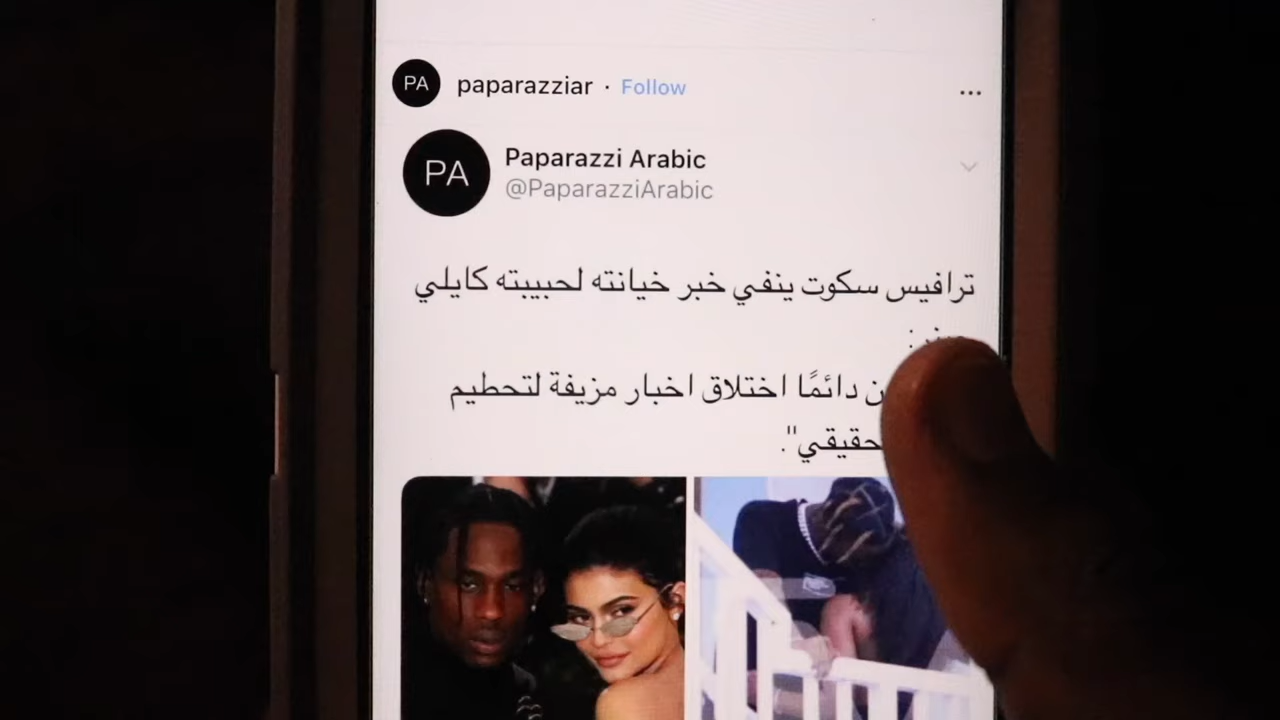 PA
paparazziar · Follow
PA
Paparazzi Arabic
@PaparazziArabic
ترافيس سكوت ينفي خبر خيانته لحبيبته كايلي
:
دائمًا اختلاق اخبار مزيفة لتحطيم
".